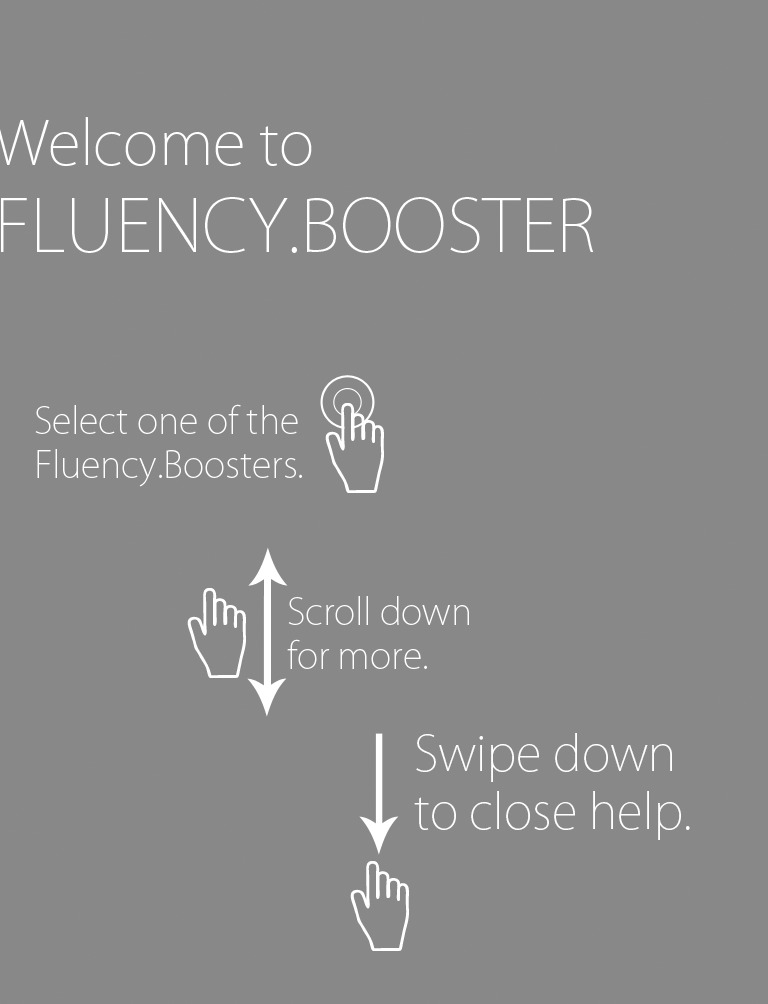 Welcome to
FLUENCY.BOOSTER
Select one of the
Fluency.Boosters.
Scroll down
for more.
Swipe down
to close help.